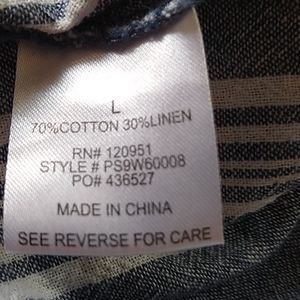 L
70%COTTON 30%LINEN
RN# 120951
STYLE # PS9W60008
PO# 436527
MADE IN CHINA
SEE REVERSE FOR CARE